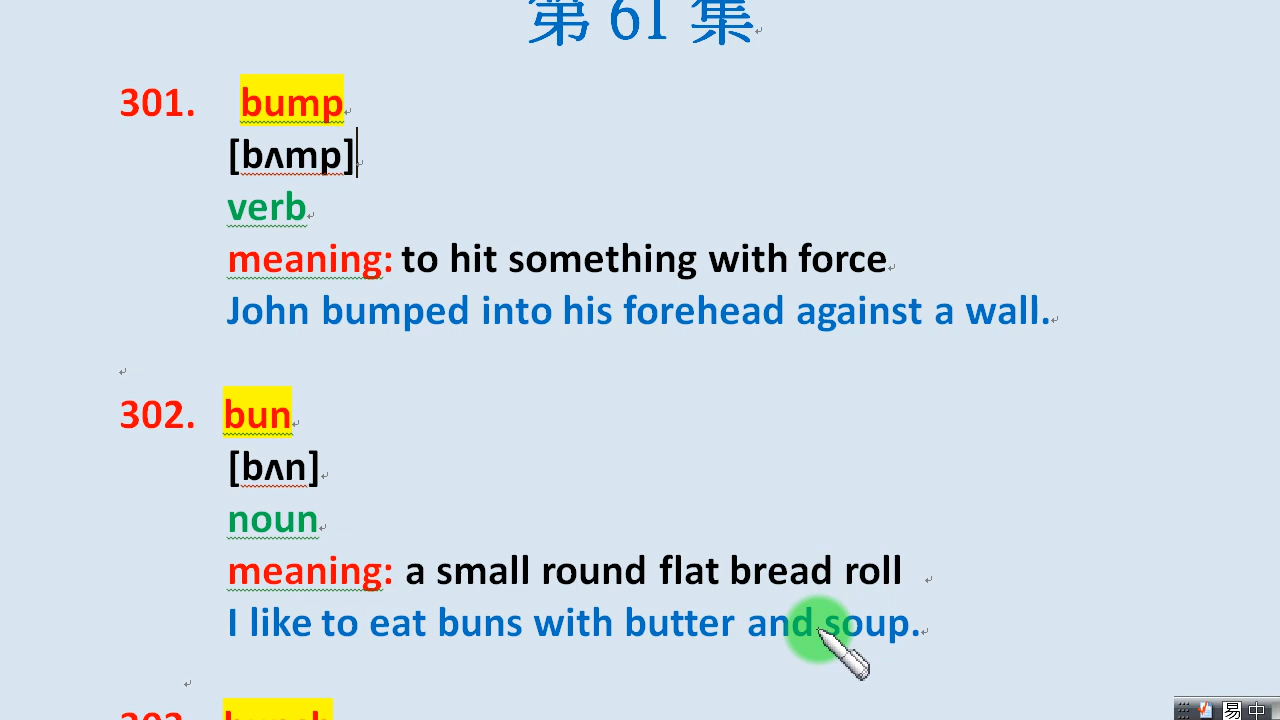 第 61 集
301. bump
[bʌmp]
verb
meaning: to hit something with force
John bumped into his forehead against a wall.
302. bun
[bʌn]
noun
meaning: a small round flat bread roll
I like to eat buns with butter and soup.
易 中